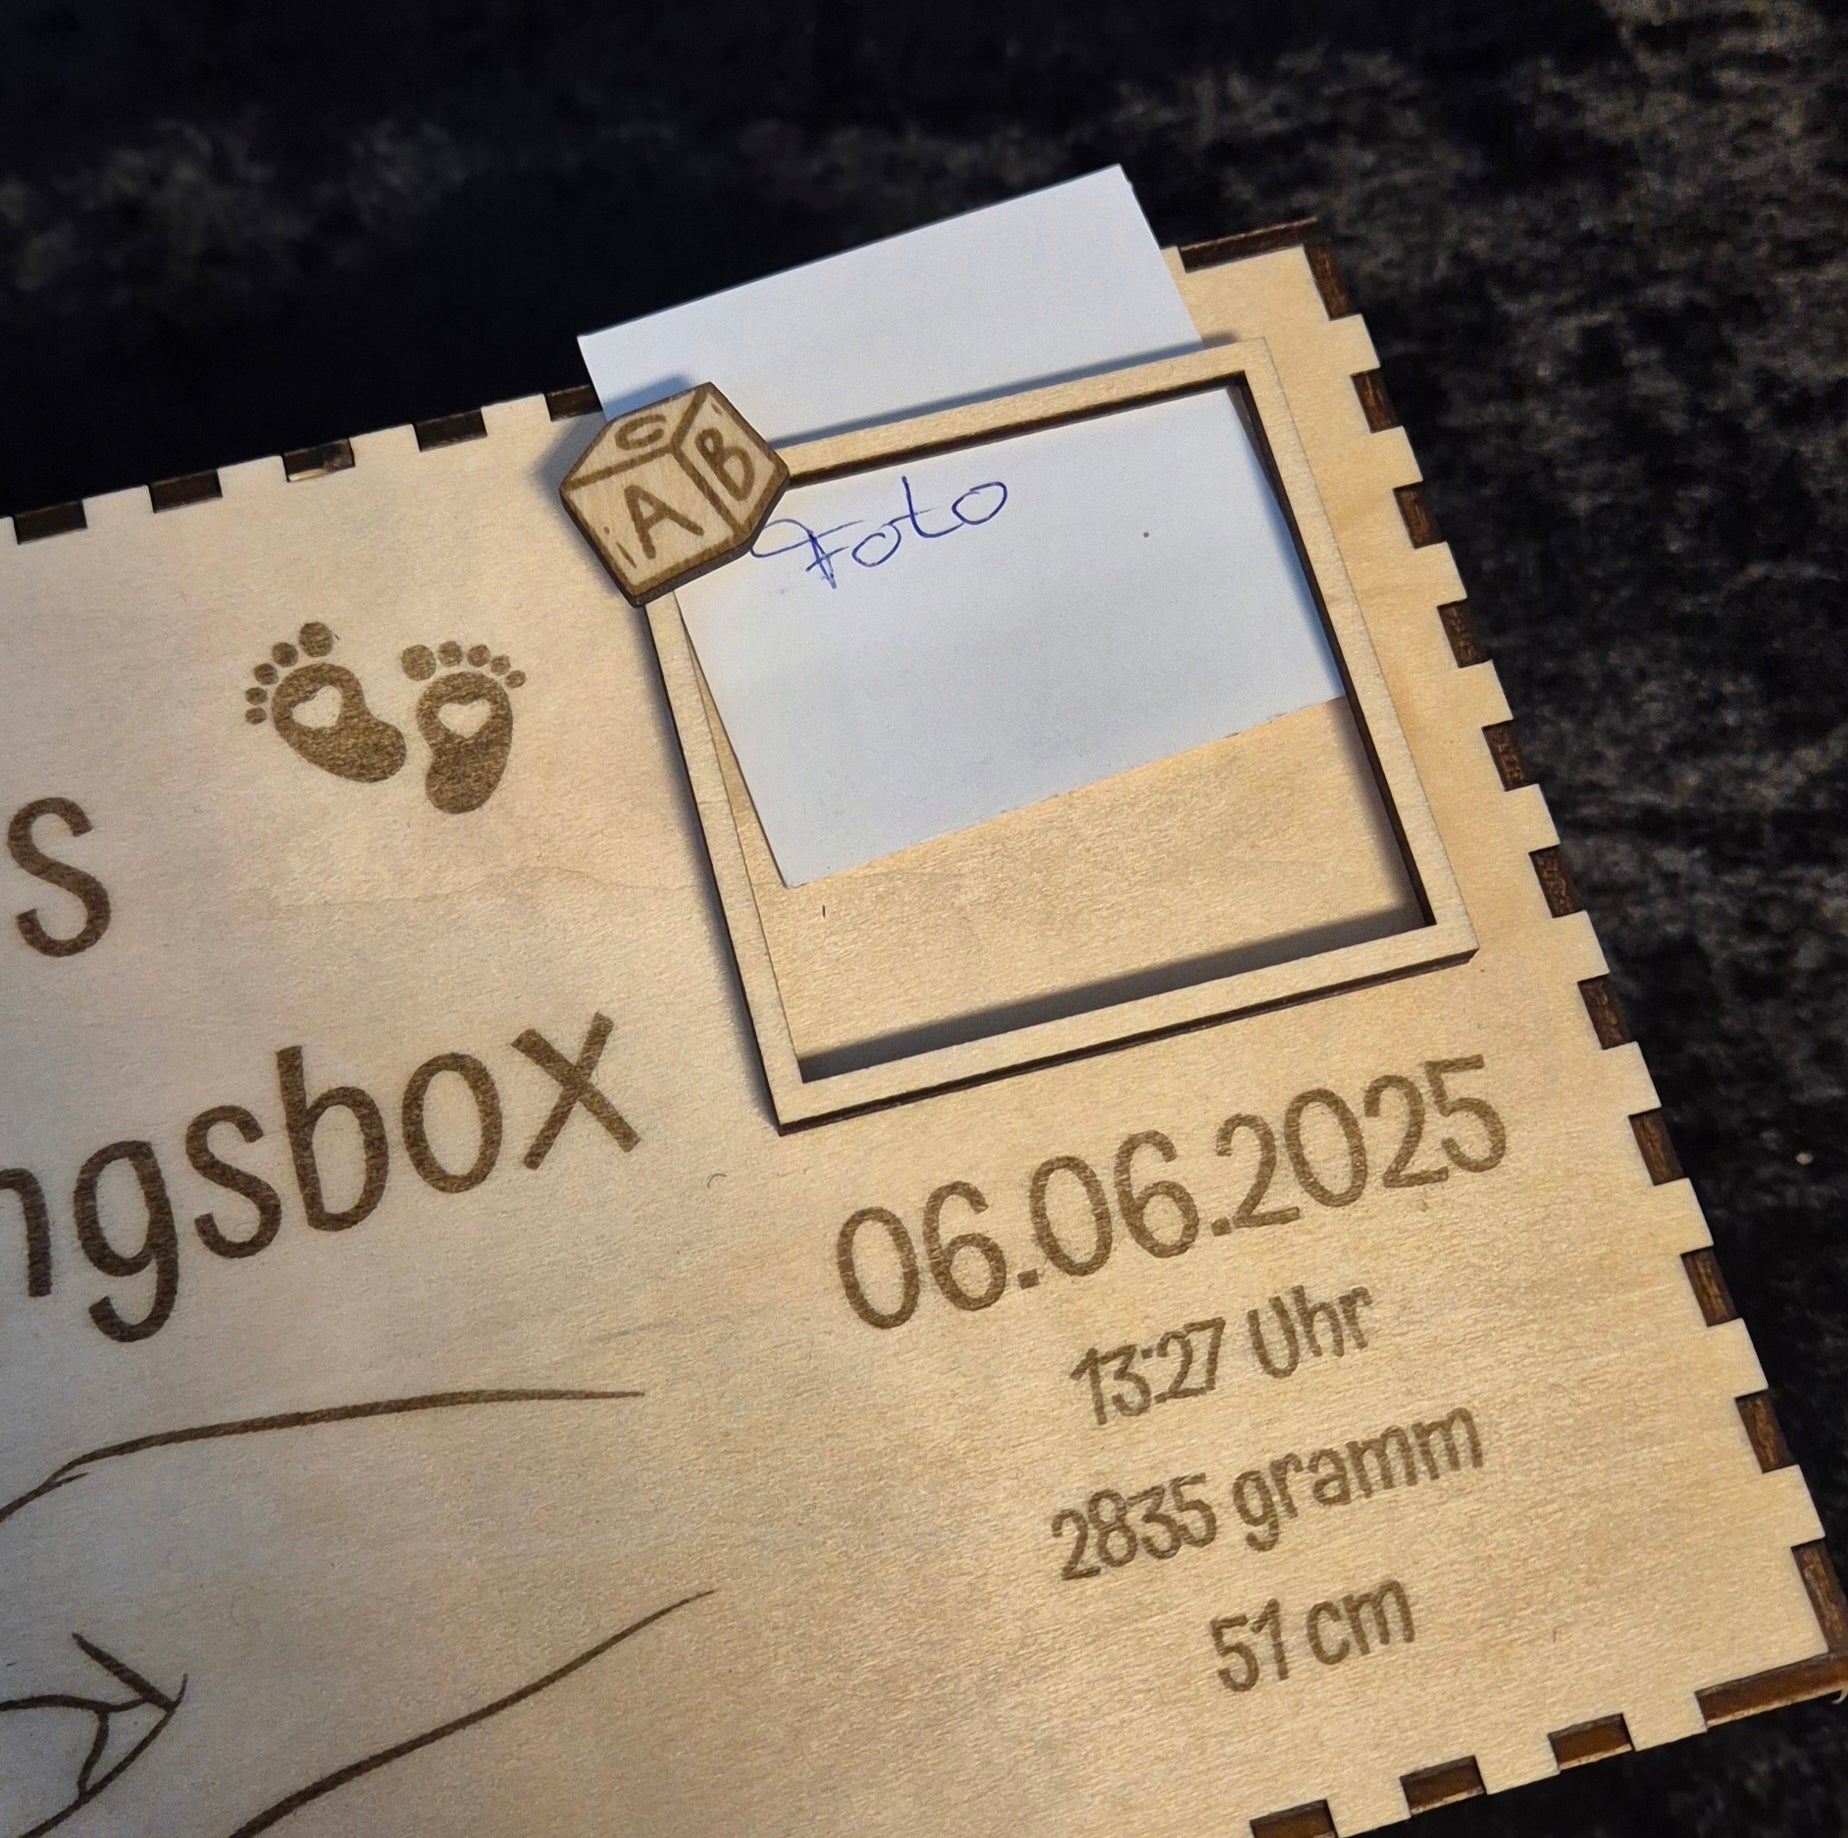 C
A B
Foto
s
ngsbox
06.06.2025
13:27 Uhr
2835 gramm
51 cm